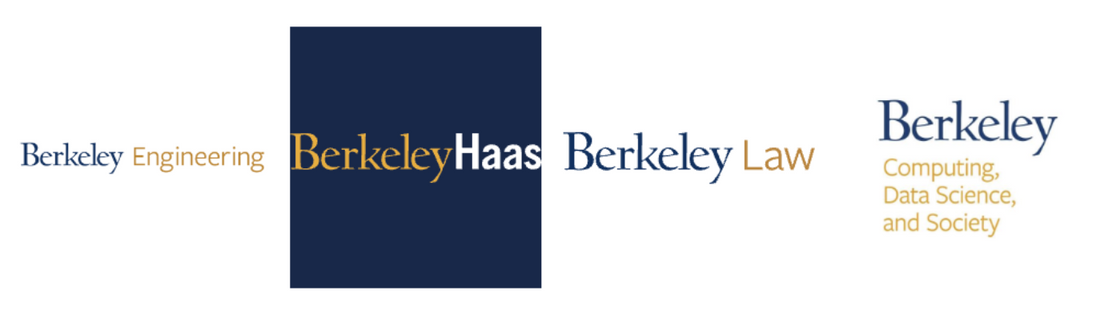 Berkeley Engineering
BerkeleyHaas
Berkeley Law
Berkeley
Computing,
Data Science,
and Society